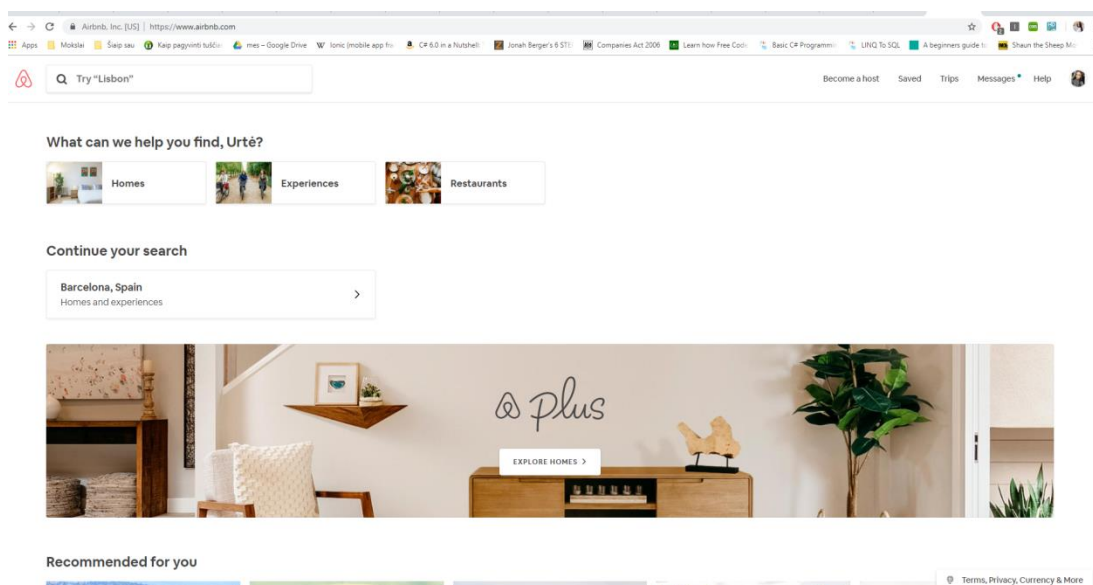 Airbnb, Inc. [US] | https://www.airbnb.com
Apps Mokslai Šiaip sau Kaip pagyvinti tuščia mes – Google Drive Ionic (mobile app C# 6.0 in a Nutshell Jonah Berger's 6 STE Companies Act 2006 Learn how Free Code Basic C# Programmi LINQ To SQL A beginners guide to Shaun the Sheep
Try "Lisbon"
Become a host Saved Trips Messages Help
What can we help you find, Urtė?
Homes Experiences Restaurants
Continue your search
Barcelona, Spain
Homes and experiences
plus
EXPLORE HOMES
Recommended for you
Terms, Privacy, Currency & More